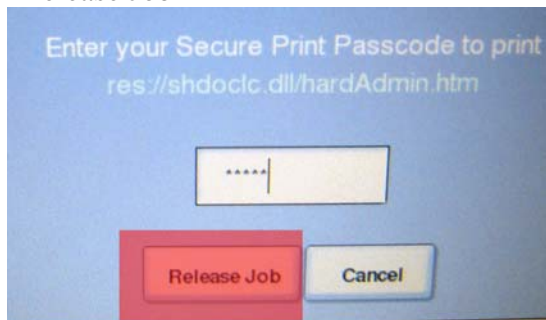 Enter your Secure Print Passcode to print
res://shdoclc.dll/hardAdmin.htm
*****
Release Job Cancel